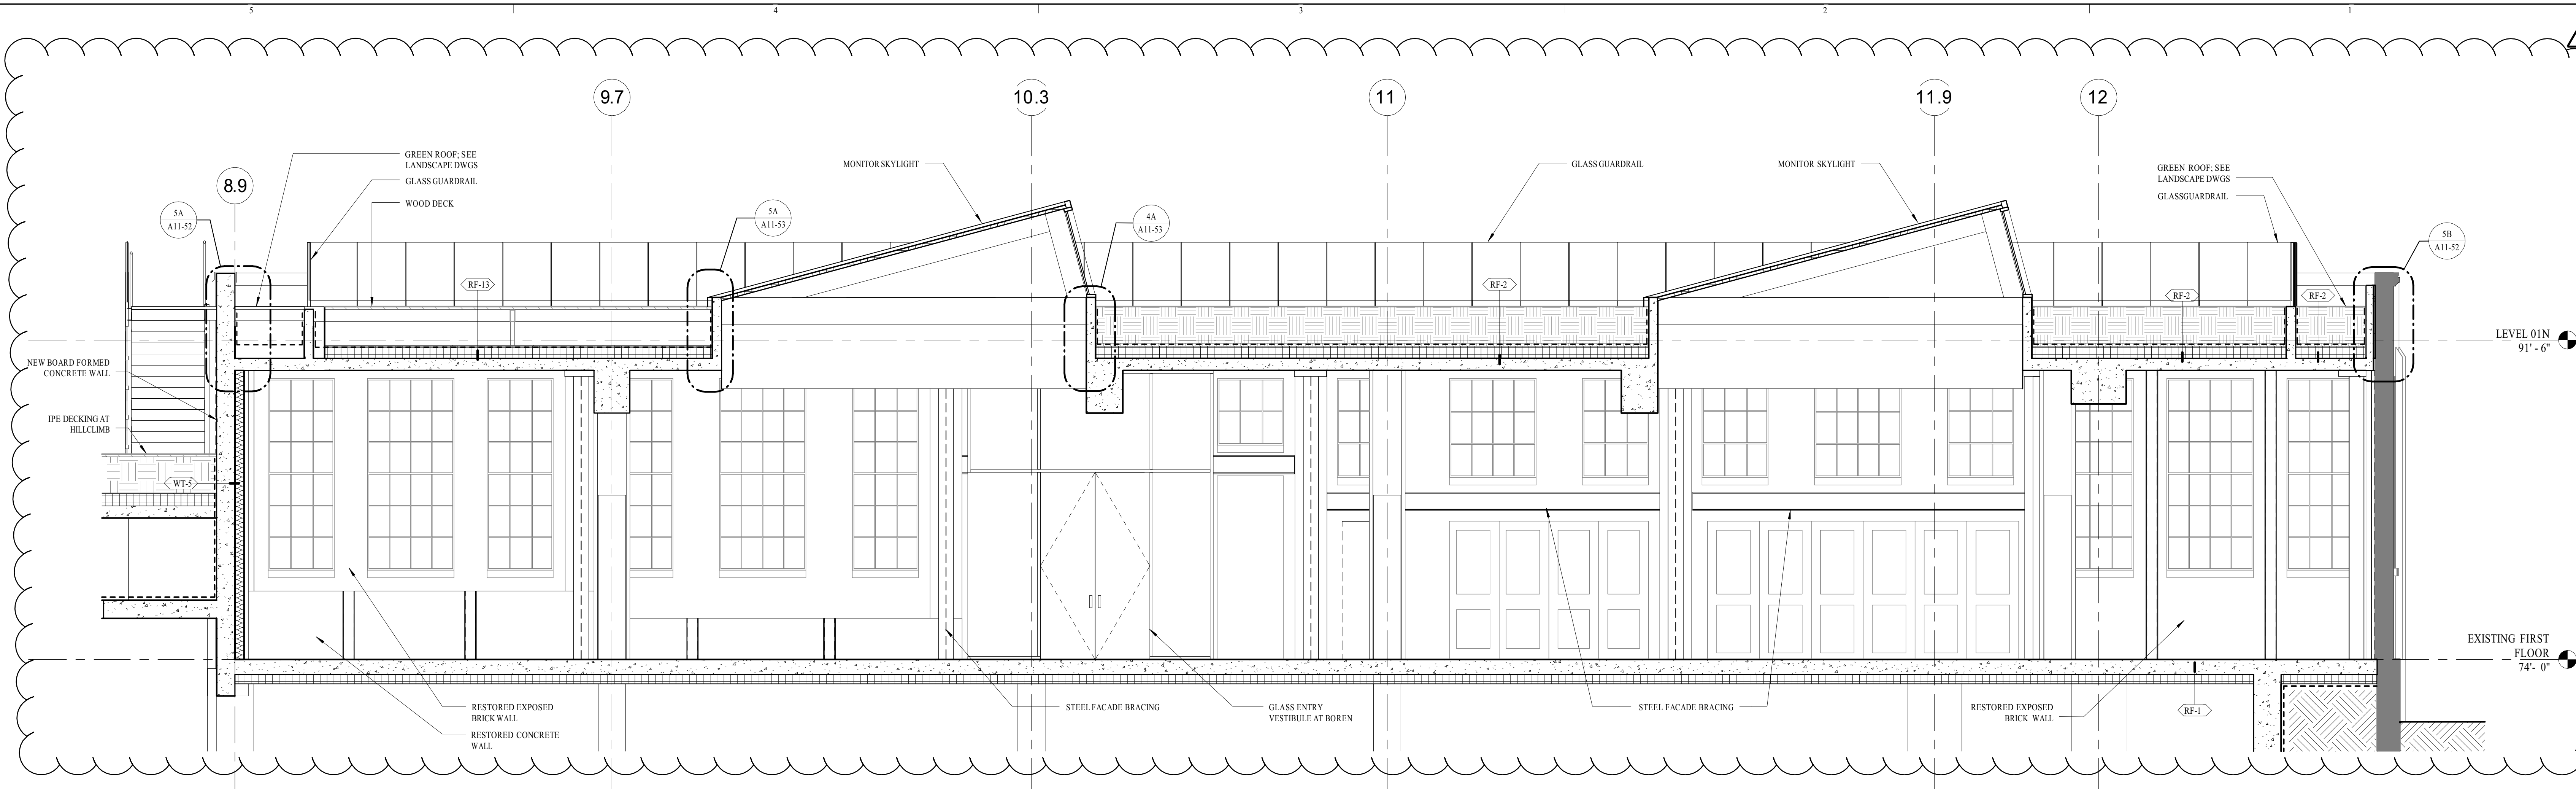 5
4
3
2
1
9.7
10.3
11
11.9
12
8.9
GREEN ROOF; SEE
LANDSCAPE DWGS
GLASS GUARDRAIL
WOOD DECK
MONITOR SKYLIGHT
GLASS GUARDRAIL
MONITOR SKYLIGHT
GREEN ROOF; SEE
LANDSCAPE DWGS
GLASSGUARDRAIL
5A
A11-52
5A
A11-53
4A
A11-53
5B
A11-52
RF-13
RF-2
RF-2
RF-2
LEVEL 01N
91' - 6"
NEW BOARD FORMED
CONCRETE WALL
IPE DECKING AT
HILLCLIMB
WT-5
EXISTING FIRST
FLOOR
74'- 0"
RESTORED EXPOSED
BRICK WALL
RESTORED CONCRETE
WALL
STEEL FACADE BRACING
GLASS ENTRY
VESTIBULE AT BOREN
STEEL FACADE BRACING
RESTORED EXPOSED
BRICK WALL
RF-1